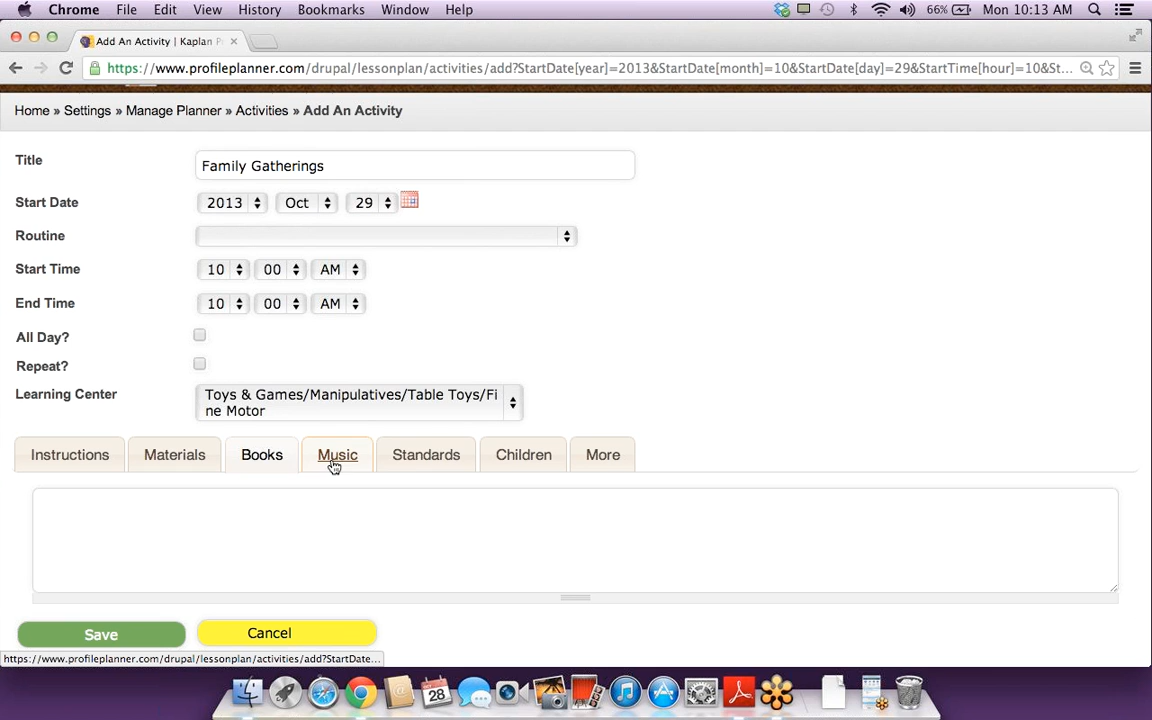 Chrome File Edit View History Bookmarks Window Help 66% Mon 10:13 AM
Add An Activity | Kaplan P
https://www.profileplanner.com/drupal/lessonplan/activities/add?StartDate[year]=2013&StartDate[month]=10&StartDate[day]=29&StartTime[hour]=10&St...
Home » Settings » Manage Planner » Activities » Add An Activity
Title Family Gatherings
Start Date 2013 Oct 29
Routine
Start Time 10 00 AM
End Time 10 00 AM
All Day?
Repeat?
Learning Center Toys & Games/Manipulatives/Table Toys/Fi
ne Motor
Instructions Materials Books Music Standards Children More
Save Cancel
https://www.profileplanner.com/drupal/lessonplan/activities/add?StartDate...
28